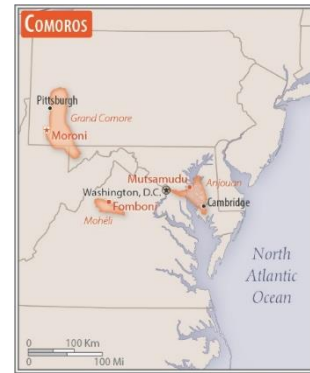 COMOROS
Pittsburgh
Grand Comore
Moroni
Mutsamudu
Anjouan
Washington, D.C.
Fomboni
Cambridge
Mohéli
North
Atlantic
Ocean
0 100 Km
0 100 Mi